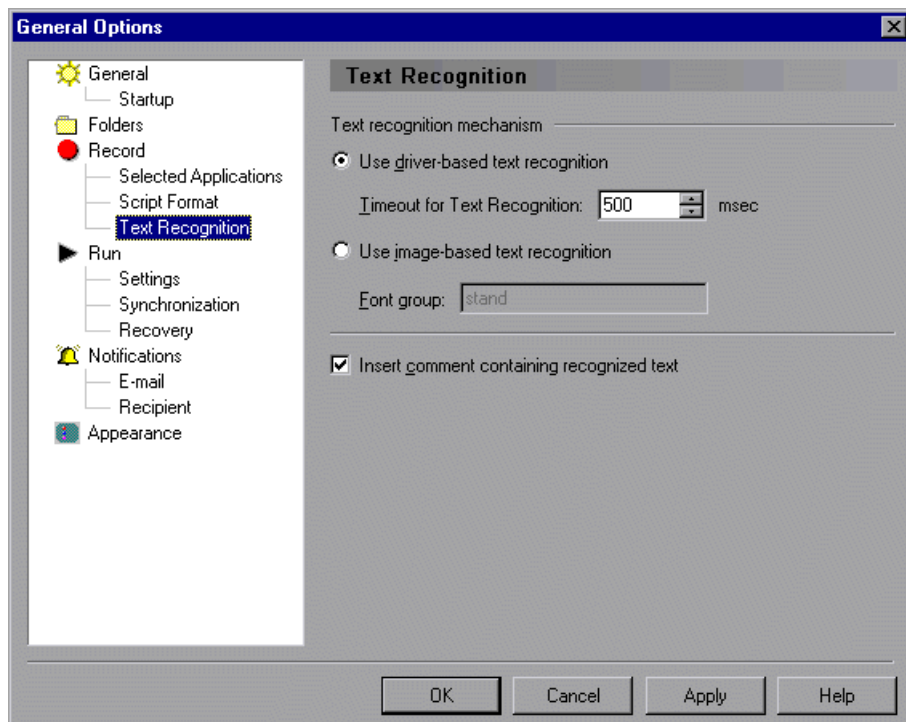 General Options
General
Startup
Folders
Record
Selected Applications
Script Format
Text Recognition
Run
Settings
Synchronization
Recovery
Notifications
E-mail
Recipient
Appearance
Text Recognition
Text recognition mechanism
Use driver-based text recognition
Timeout for Text Recognition: 500 msec
Use image-based text recognition
Font group: stand
Insert comment containing recognized text
OK Cancel Apply Help